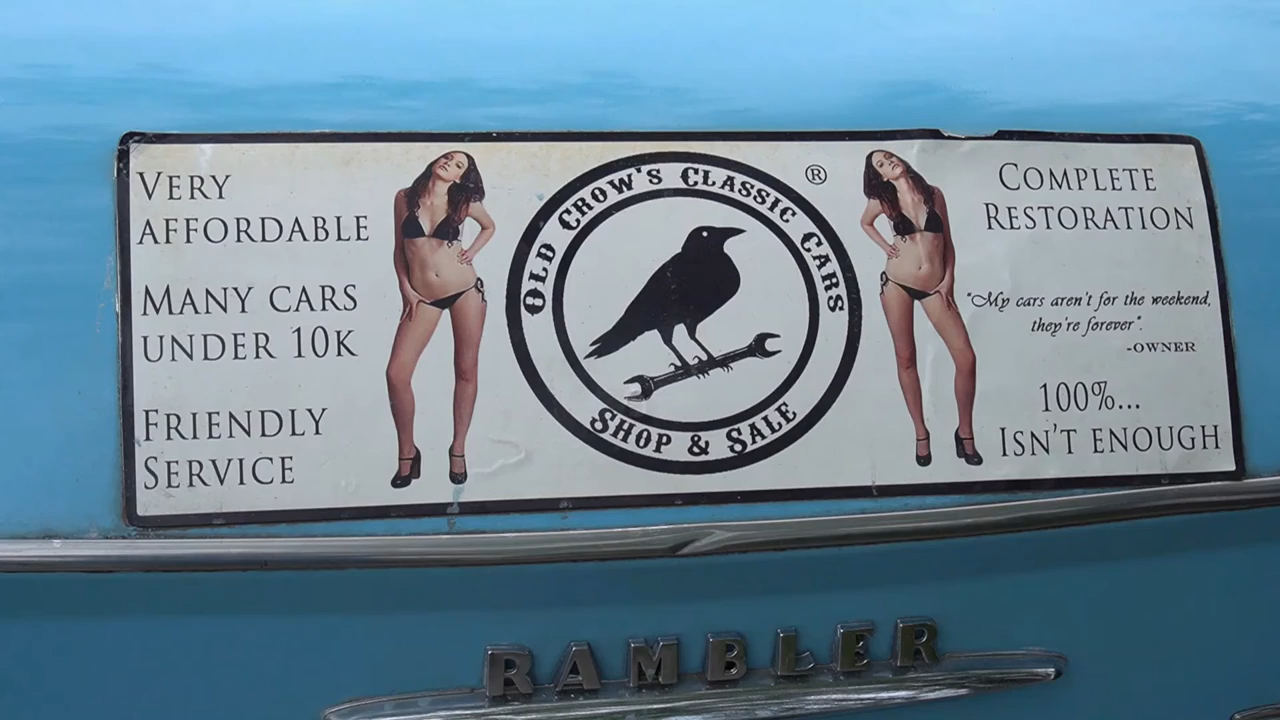 VERY
AFFORDABLE
MANY CARS
UNDER 10K
FRIENDLY
SERVICE
OLD CROW'S CLASSIC CARS
SHOP & SALE
®
COMPLETE
RESTORATION
"My cars aren't for the weekend,
they're forever".
-OWNER
100%...
ISN'T ENOUGH
RAMBLER